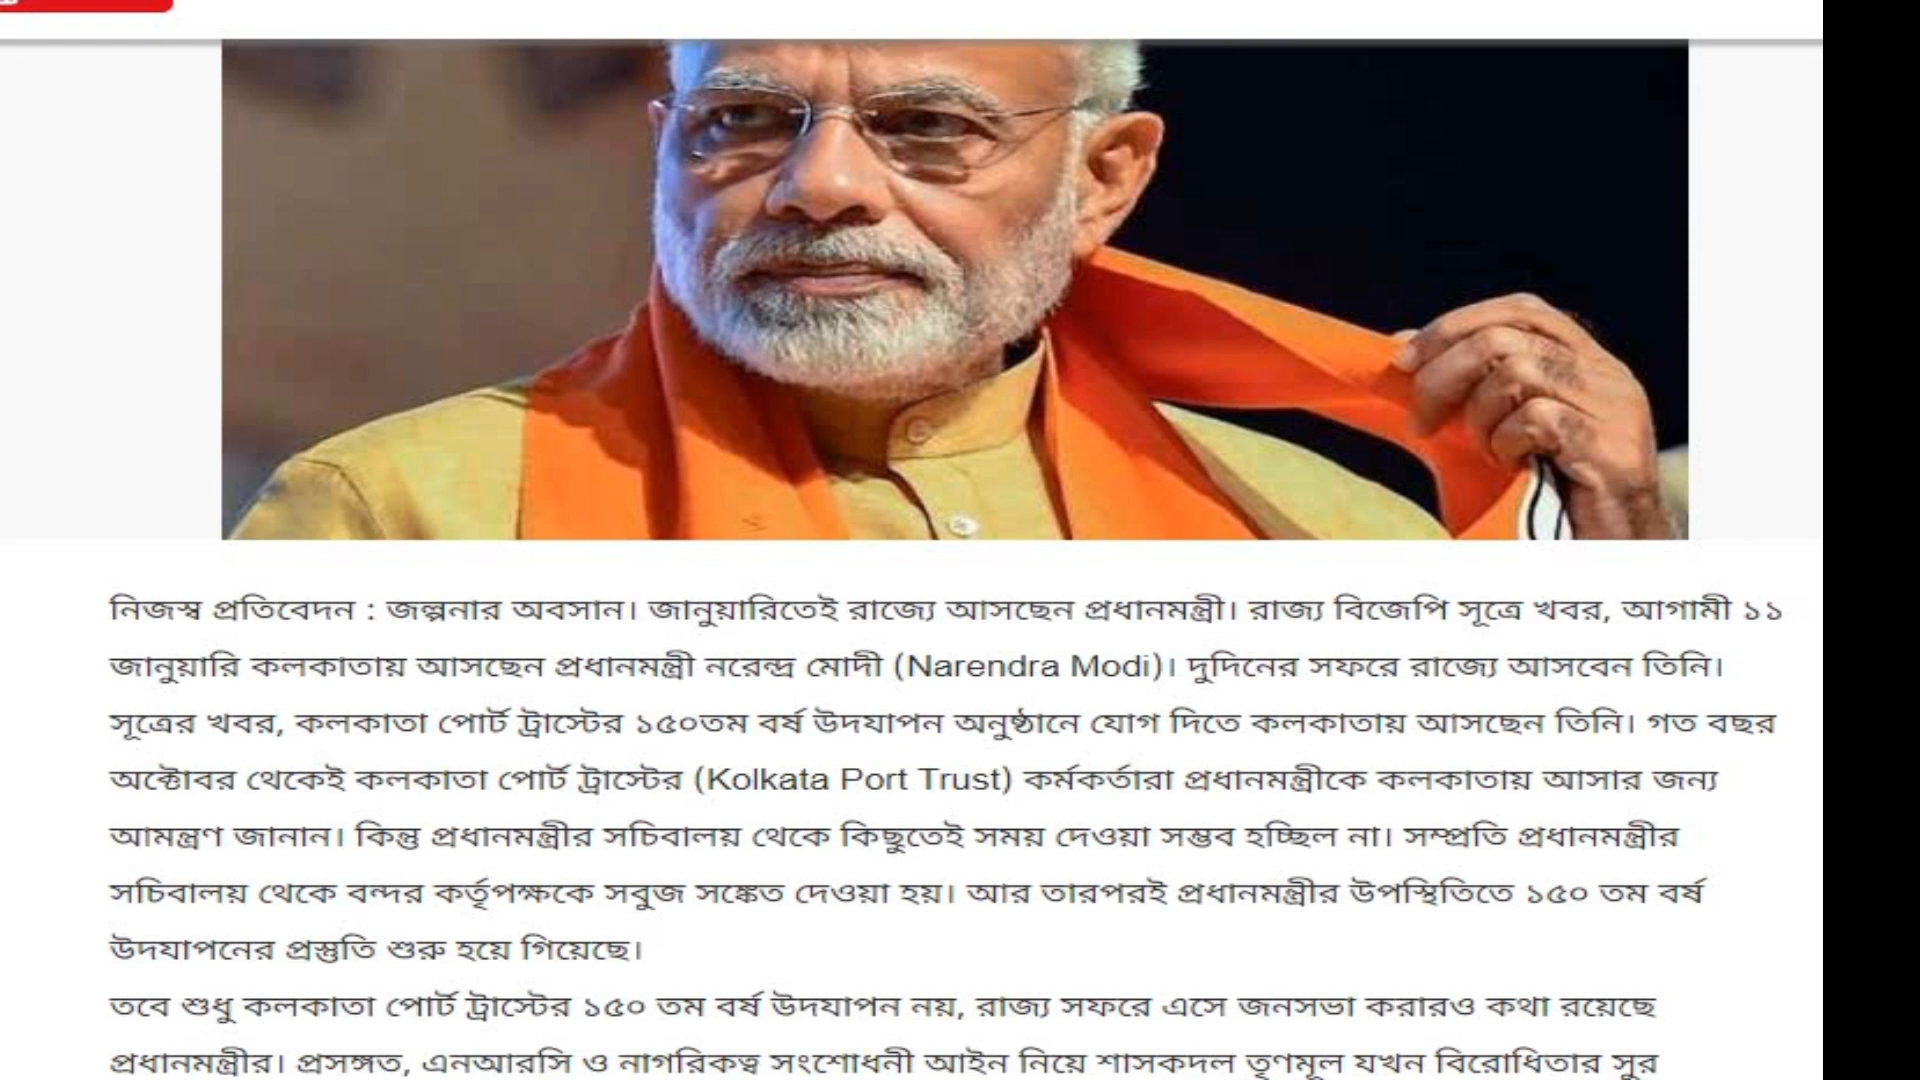 নিজস্ব প্রতিবেদন : জল্পনার অবসান। জানুয়ারিতেই রাজ্যে আসছেন প্রধানমন্ত্রী। রাজ্য বিজেপি সূত্রে খবর, আগামী ১১
জানুয়ারি কলকাতায় আসছেন প্রধানমন্ত্রী নরেন্দ্র মোদী (Narendra Modi)। দুদিনের সফরে রাজ্যে আসবেন তিনি।
সূত্রের খবর, কলকাতা পোর্ট ট্রাস্টের ১৫০তম বর্ষ উদযাপন অনুষ্ঠানে যোগ দিতে কলকাতায় আসছেন তিনি। গত বছর
অক্টোবর থেকেই কলকাতা পোর্ট ট্রাস্টের (Kolkata Port Trust) কর্মকর্তারা প্রধানমন্ত্রীকে কলকাতায় আসার জন্য
আমন্ত্রণ জানান। কিন্তু প্রধানমন্ত্রীর সচিবালয় থেকে কিছুতেই সময় দেওয়া সম্ভব হচ্ছিল না। সম্প্রতি প্রধানমন্ত্রীর
সচিবালয় থেকে বন্দর কর্তৃপক্ষকে সবুজ সঙ্কেত দেওয়া হয়। আর তারপরই প্রধানমন্ত্রীর উপস্থিতিতে ১৫০ তম বর্ষ
উদযাপনের প্রস্তুতি শুরু হয়ে গিয়েছে।
তবে শুধু কলকাতা পোর্ট ট্রাস্টের ১৫০ তম বর্ষ উদযাপন নয়, রাজ্য সফরে এসে জনসভা করারও কথা রয়েছে
প্রধানমন্ত্রীর। প্রসঙ্গত, এনআরসি ও নাগরিকত্ব সংশোধনী আইন নিয়ে শাসকদল তৃণমূল যখন বিরোধিতার সুর